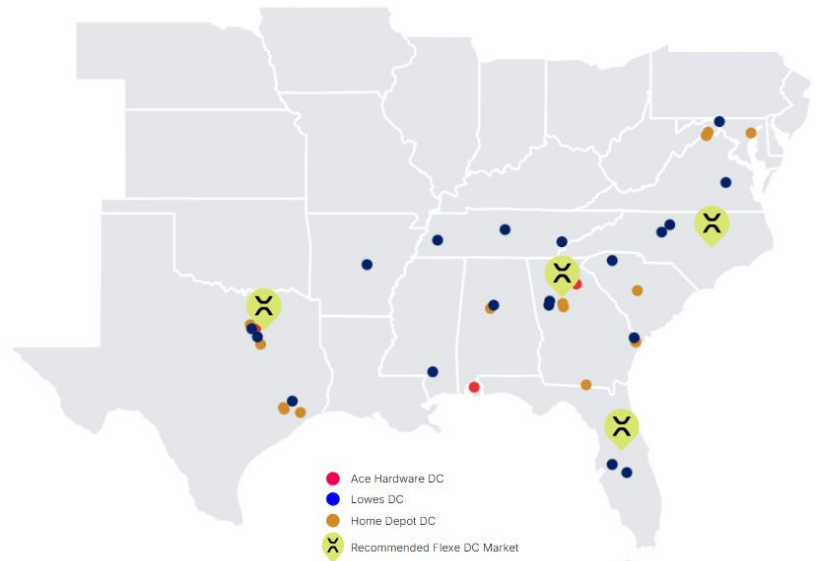 Ace Hardware DC
Lowes DC
Home Depot DC
Recommended Flexe DC Market